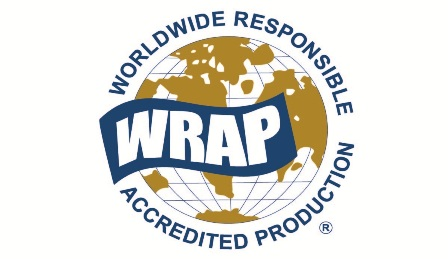 WORLDWIDE RESPONSIBLE
WRAP
ACCREDITED PRODUCTION
®